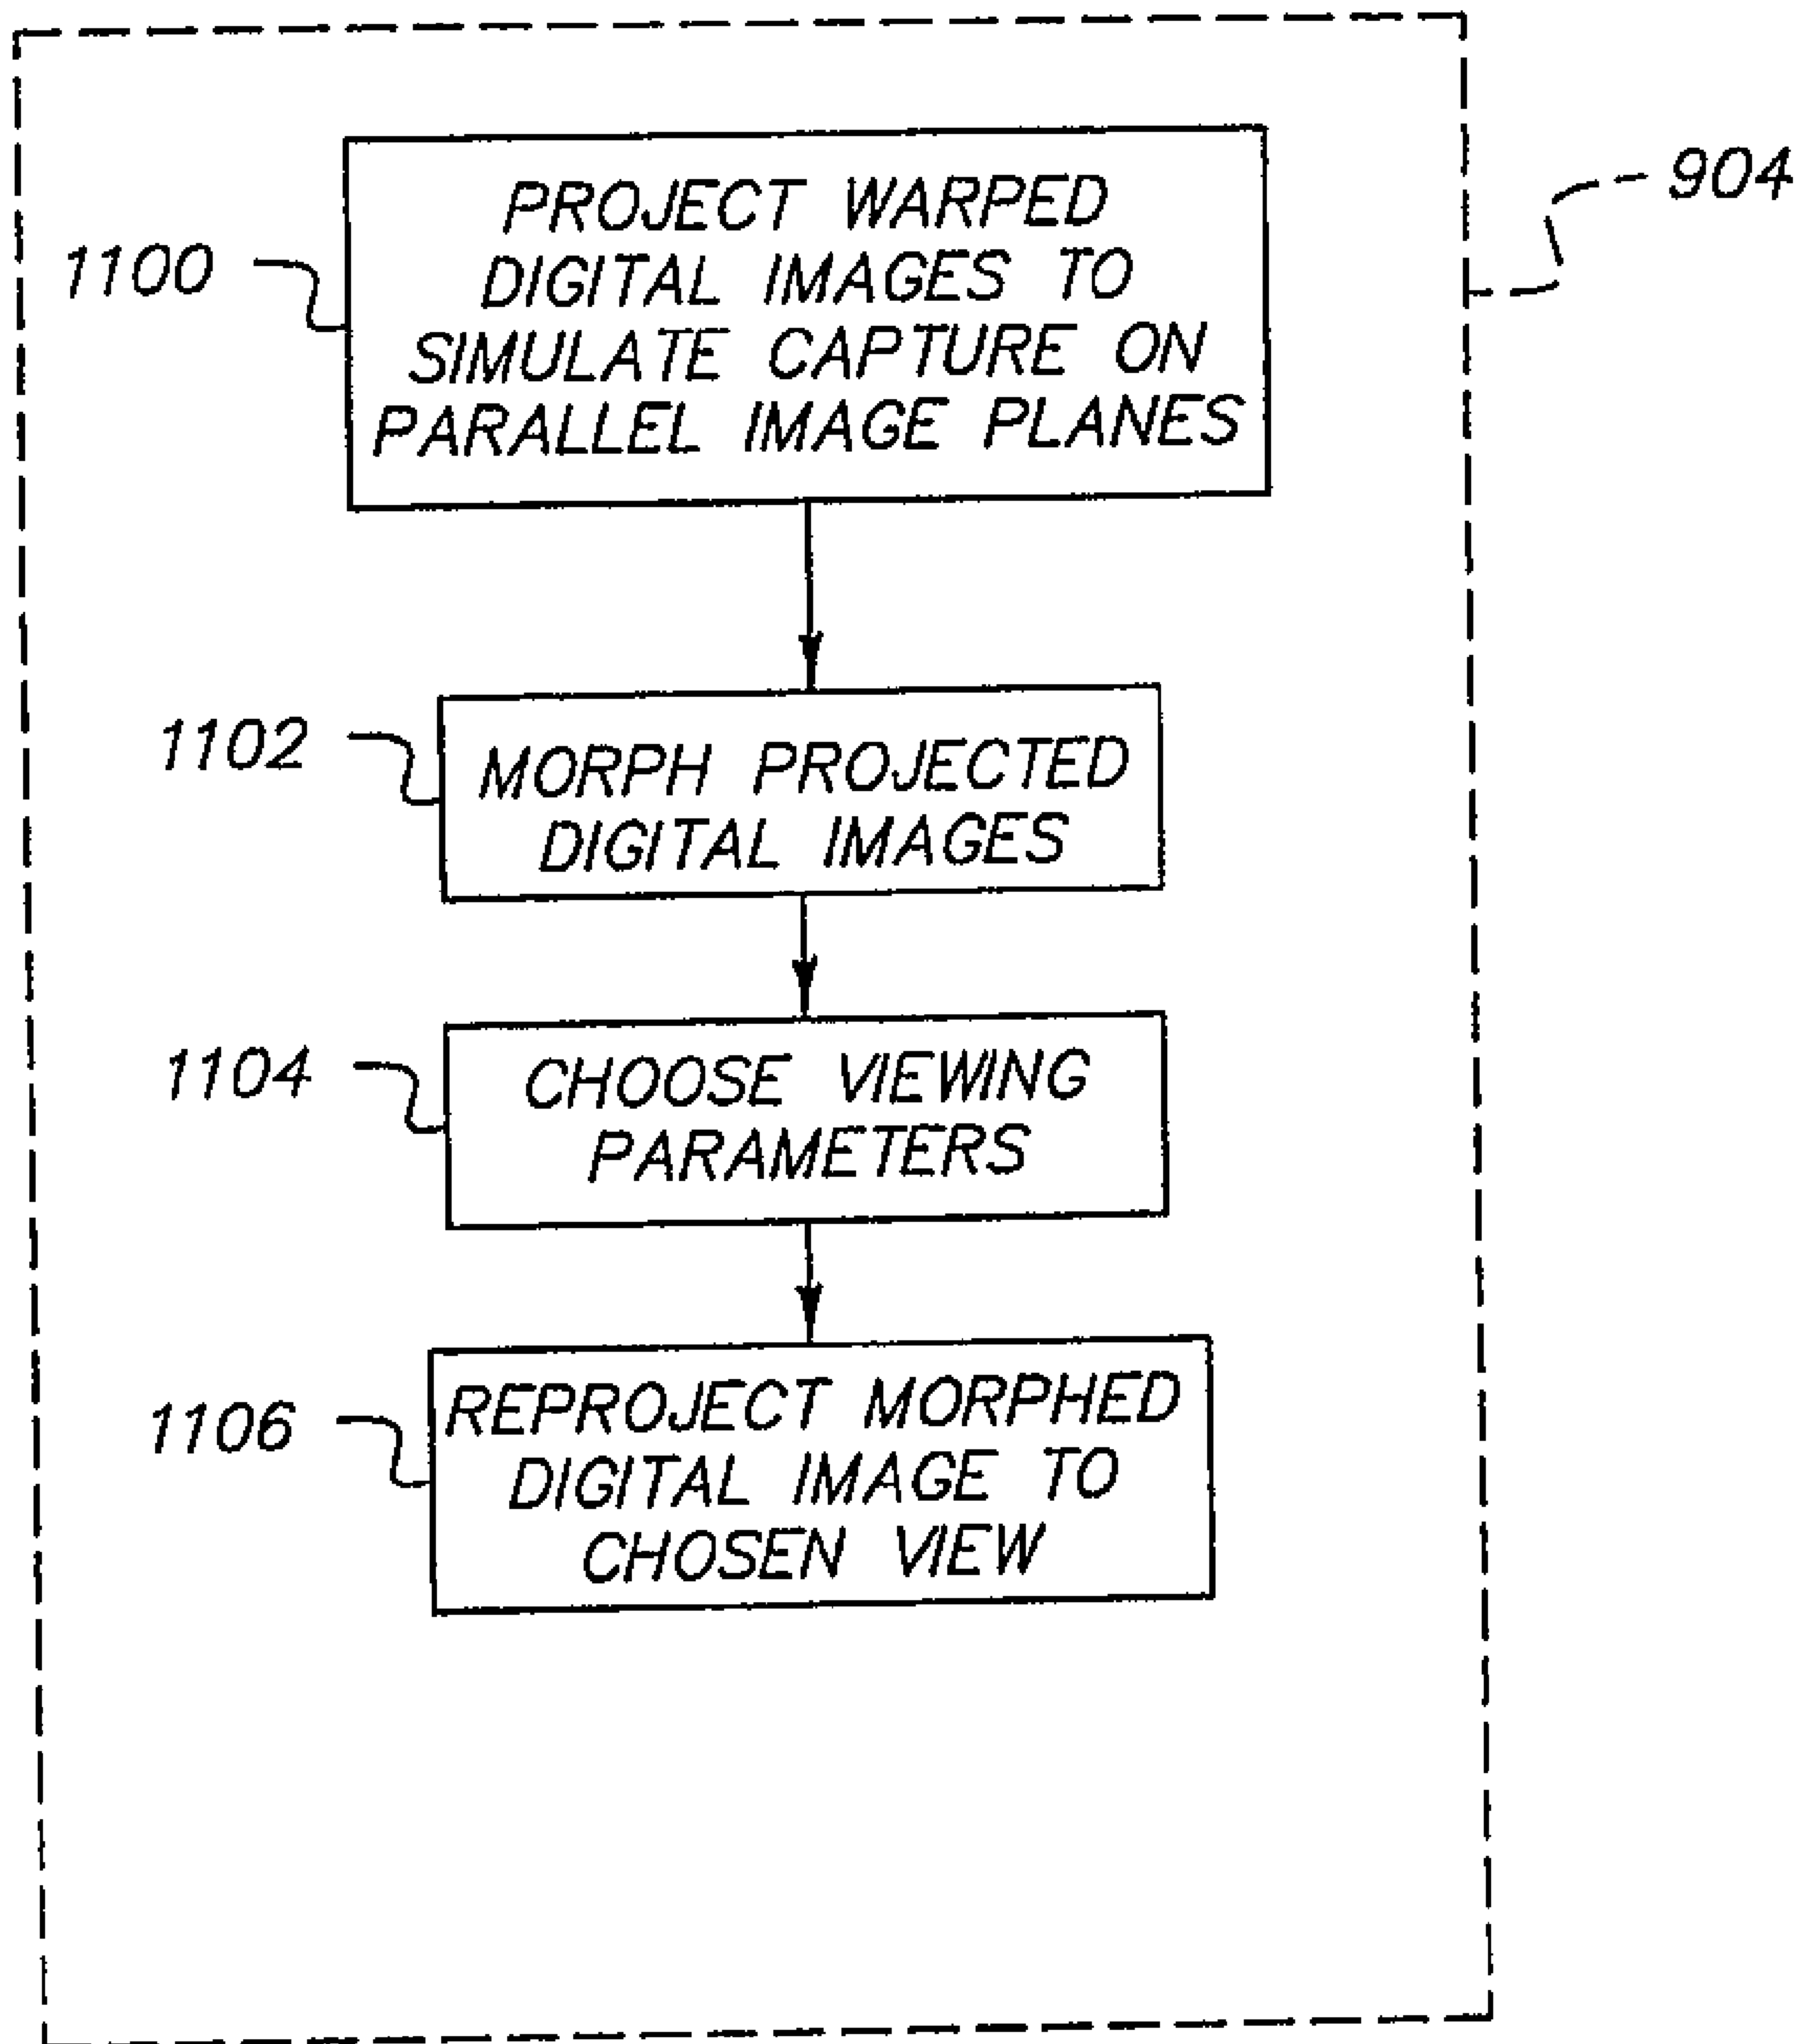 904
1100
PROJECT WARPED
DIGITAL IMAGES TO
SIMULATE CAPTURE ON
PARALLEL IMAGE PLANES
1102
MORPH PROJECTED
DIGITAL IMAGES
1104
CHOOSE VIEWING
PARAMETERS
1106
REPROJECT MORPHED
DIGITAL IMAGE TO
CHOSEN VIEW